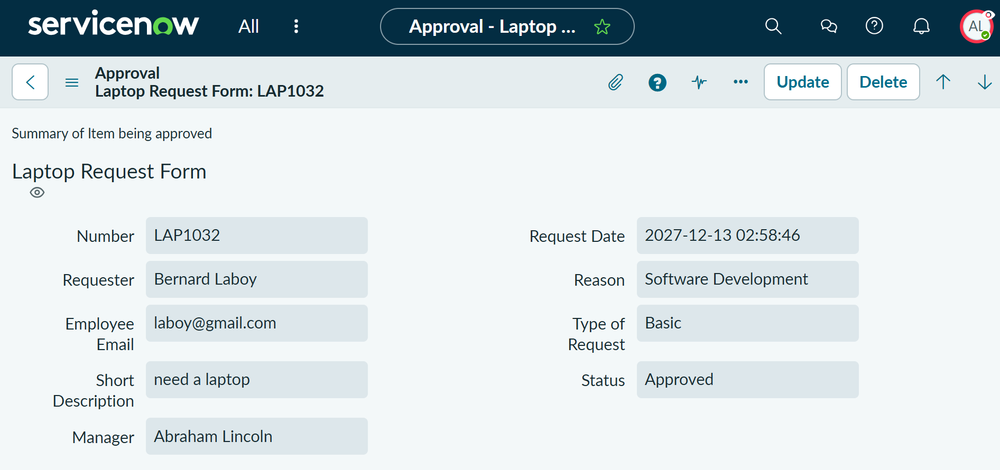 servicenow
All
Approval - Laptop ...
AL
Approval
Laptop Request Form: LAP1032
Update
Delete
Summary of Item being approved
Laptop Request Form
Number
LAP1032
Request Date
2027-12-13 02:58:46
Requester
Bernard Laboy
Reason
Software Development
Employee
Email
laboy@gmail.com
Type of
Request
Basic
Short
Description
need a laptop
Status
Approved
Manager
Abraham Lincoln